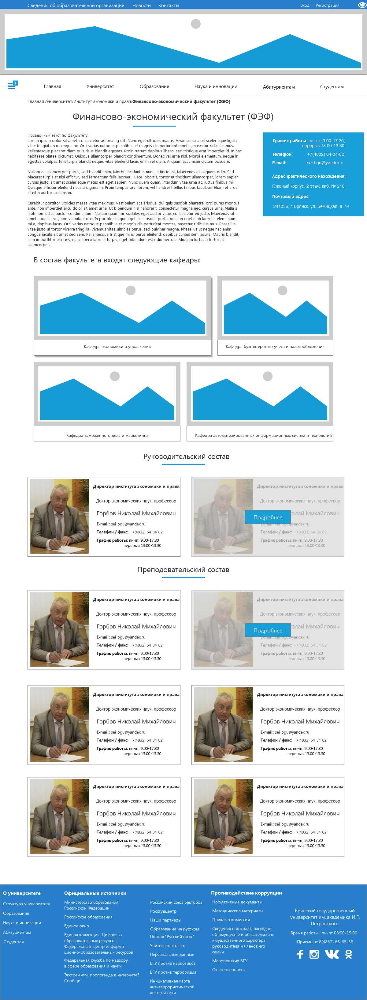 Сведения об образовательной организации Новости Контакты Вход Регистрация
1
Главная Университет Образование Наука и инновации Абитуриентам Студентам
Главная /Университет/Институт экономики и права/Финансово-экономический факультет (ФЭФ)
Финансово-экономический факультет (ФЭФ)
Посадочный текст по факультету:
Lorem ipsum dolor sit amet, consectetur adipiscing elit. Nunc eget ultricies mauris. Vivamus suscipit scelerisque ligula,
vitae feugiat arcu congue ac. Orci varius natoque penatibus et magnis dis parturient montes, nascetur ridiculus mus.
Pellentesque placerat diam quis risus blandit egestas. Proin rutrum dapibus libero, sed tristique erat imperdiet id. In hac
habitasse platea dictumst. Quisque ullamcorper blandit condimentum. Donec vel urna nisl. Morbi elementum, neque in
egestas volutpat, felis turpis blandit neque, vitae eleifend lacus enim vel diam. Aliquam accumsan dictum posuere.
Nullam ac ullamcorper purus, sed blandit enim. Morbi tincidunt in nunc ut tincidunt. Maecenas ac aliquam odio. Sed
placerat turpis et nisl efficitur, sed fermentum felis laoreet. Fusce lobortis, tortor ut tincidunt ullamcorper, lorem sapien
cursus justo, sit amet scelerisque metus est eget sapien. Nunc quam quam, interdum vitae urna ac, luctus finibus mi.
Quisque efficitur eleifend risus a dignissim. Proin tempus orci lorem, vel hendrerit tellus finibus faucibus. Etiam et eros
et nibh auctor accumsan.
Curabitur porttitor ultricies massa vitae maximus. Vestibulum scelerisque, dui quis suscipit pharetra, orci purus rhoncus
ante, non imperdiet arcu dolor sit amet urna. Ut bibendum nisl hendrerit, consectetur magna nec, cursus urna. Nulla a
nibh non lectus auctor condimentum. Nullam quam mi, sodales eget auctor vitae, consectetur eu justo. Maecenas sit
amet sodales nisl, non vulputate orci. In porttitor neque eget scelerisque porta. Aenean eget nibh laoreet, elementum
mi a, dapibus lacus. Orci varius natoque penatibus et magnis dis parturient montes, nascetur ridiculus mus. Phasellus
vitae justo ut tortor viverra fringilla. Vivamus vitae ultricies purus, sed pulvinar magna. Phasellus ut neque nec enim
congue iaculis sit amet sed sem. Pellentesque tristique mi id purus eleifend, dapibus cursus sem iaculis. Mauris blandit,
sem in porttitor ultricies, nunc libero laoreet turpis, eget bibendum est odio nec dui. Aliquam luctus a tortor at
ullamcorper.
График работы: пн-пт, 9.00-17.30,
перерыв 13.00-13.30
Телефон: +7(4832) 64-34-82
E-mail: sei-bgu@yandex.ru
Адрес фактического нахождения:
Главный корпус, 2 этаж, каб. № 216
Почтовый адрес:
241036, г. Брянск, ул. Бежицкая, д. 14
В состав факультета входят следующие кафедры:
Кафедра экономики и управления
Кафедра бухгалтерского учета и налогообложения
Кафедра таможенного дела и маркетинга
Кафедра автоматизированных информационных систем и технологий
Руководительский состав
Директор института экономики и права
Доктор экономических наук, профессор
Горбов Николай Михайлович
E-mail: sei-bgu@yandex.ru
Телефон / факс: +7(4832) 64-34-82
График работы: пн-пт, 9.00-17.30
перерыв 13.00-13.30
Директор института экономики и права
Доктор экономических наук, профессор
Подробнее
колай Михайлович
E-mail: sei-bgu@yandex.ru
Телефон / факс: +7(4832) 64-34-82
График работы: пн-пт, 9.00-17.30
перерыв 13.00-13.30
Преподовательский состав
Директор института экономики и права
Доктор экономических наук, профессор
Горбов Николай Михайлович
E-mail: sei-bgu@yandex.ru
Телефон / факс: +7(4832) 64-34-82
График работы: пн-пт, 9.00-17.30
перерыв 13.00-13.30
Директор института экономики и права
Доктор экономических наук, профессор
Подробнее
колай Михайлович
E-mail: sei-bgu@yandex.ru
Телефон / факс: +7(4832) 64-34-82
График работы: пн-пт, 9.00-17.30
перерыв 13.00-13.30
Директор института экономики и права
Доктор экономических наук, профессор
Горбов Николай Михайлович
E-mail: sei-bgu@yandex.ru
Телефон / факс: +7(4832) 64-34-82
График работы: пн-пт, 9.00-17.30
перерыв 13.00-13.30
Директор института экономики и права
Доктор экономических наук, профессор
Горбов Николай Михайлович
E-mail: sei-bgu@yandex.ru
Телефон / факс: +7(4832) 64-34-82
График работы: пн-пт, 9.00-17.30
перерыв 13.00-13.30
Директор института экономики и права
Доктор экономических наук, профессор
Горбов Николай Михайлович
E-mail: sei-bgu@yandex.ru
Телефон / факс: +7(4832) 64-34-82
График работы: пн-пт, 9.00-17.30
перерыв 13.00-13.30
Директор института экономики и права
Доктор экономических наук, профессор
Горбов Николай Михайлович
E-mail: sei-bgu@yandex.ru
Телефон / факс: +7(4832) 64-34-82
График работы: пн-пт, 9.00-17.30
перерыв 13.00-13.30
О университете
Структура университета
Образование
Наука и инновации
Абитуриентам
Студентам
Официальные источники
Министерство образования
Российской Федерации
Российское образования
Единое окно
Единая коллекция Цифровых
образовательных ресурсов
Федеральный центр информа
ционно-образовательных ресурсов
Федеральная служба по надзору
в сфере образования и науки
Экстремизм, пропоганда в интернете?
Сообщи!
Российский союз ректоров
Росстудцентр
Наши партнеры
Образование на русском
Портал "Русский язык"
Учительская газета
Персональные данные
БГУ против наркотиков
БГУ против терроризма
Инициативная карта
антитеррористической
деятельности
Противодействие коррупции
Нормативные документы
Методические материалы
Приказ о комиссии
Сведения о доходах, расходах,
об имуществе и обязательствах
имущественного характера
руководителя и членов его
семьи
Мероприятия БГУ
Ответственность
Брянский государственный
университет им. академика И.Г.
Петровского
Время работы : пн-пт 08:00-19:00
Приемная: 8(4832) 66-65-38